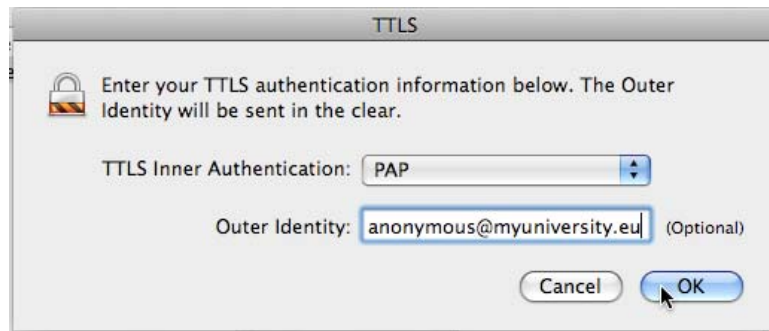 TTLS
Enter your TTLS authentication information below. The Outer
Identity will be sent in the clear.
TTLS Inner Authentication: PAP
Outer Identity: anonymous@myuniversity.eu (Optional)
Cancel OK